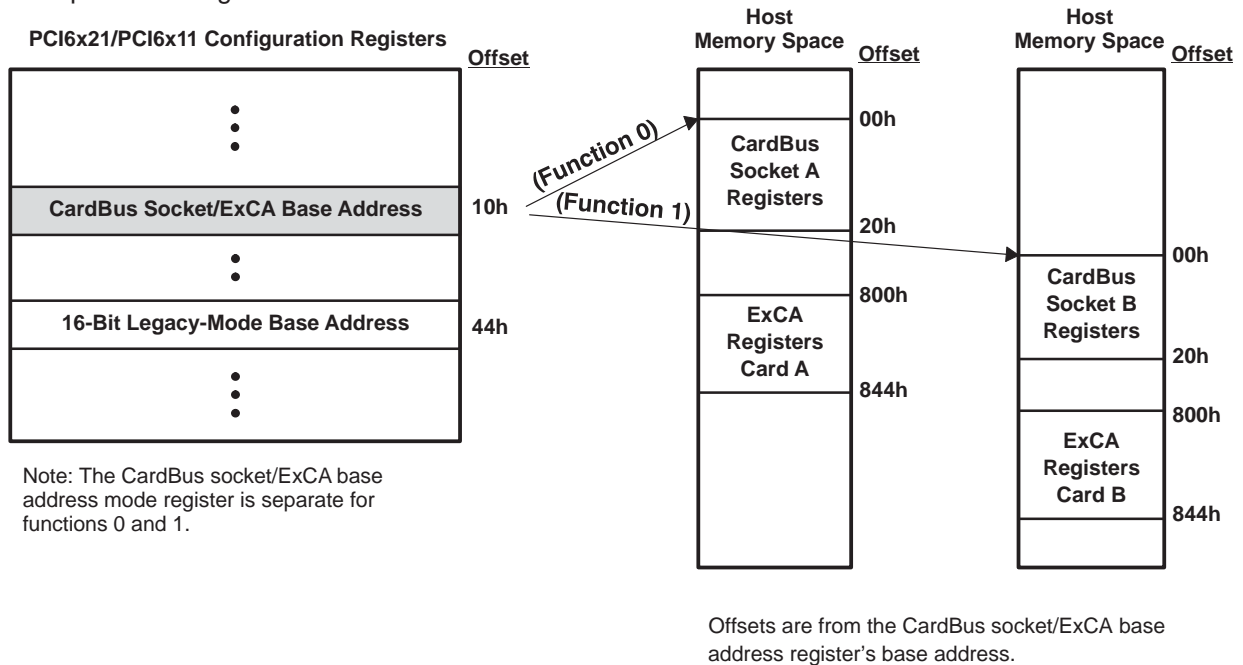 PCI6x21/PCI6x11 Configuration Registers
Offset
CardBus Socket/ExCA Base Address
10h
16-Bit Legacy-Mode Base Address
44h
Note: The CardBus socket/ExCA base
address mode register is separate for
functions 0 and 1.
(Function 0)
(Function 1)
Host
Memory Space
Offset
00h
CardBus
Socket A
Registers
20h
800h
ExCA
Registers
Card A
844h
Host
Memory Space
Offset
00h
CardBus
Socket B
Registers
20h
800h
ExCA
Registers
Card B
844h
Offsets are from the CardBus socket/ExCA base
address register’s base address.